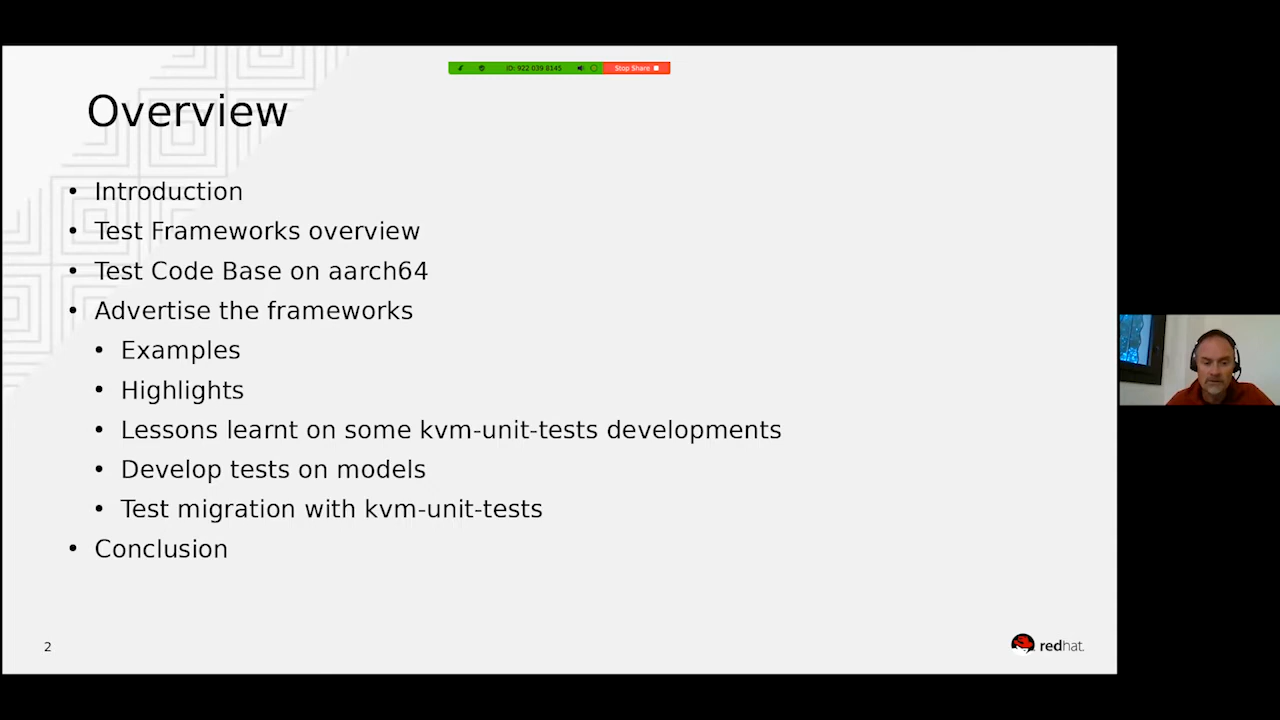 ID: 922 039 8145
Stop Share
Overview
• Introduction
• Test Frameworks overview
• Test Code Base on aarch64
• Advertise the frameworks
• Examples
• Highlights
• Lessons learnt on some kvm-unit-tests developments
• Develop tests on models
• Test migration with kvm-unit-tests
• Conclusion
2
redhat.